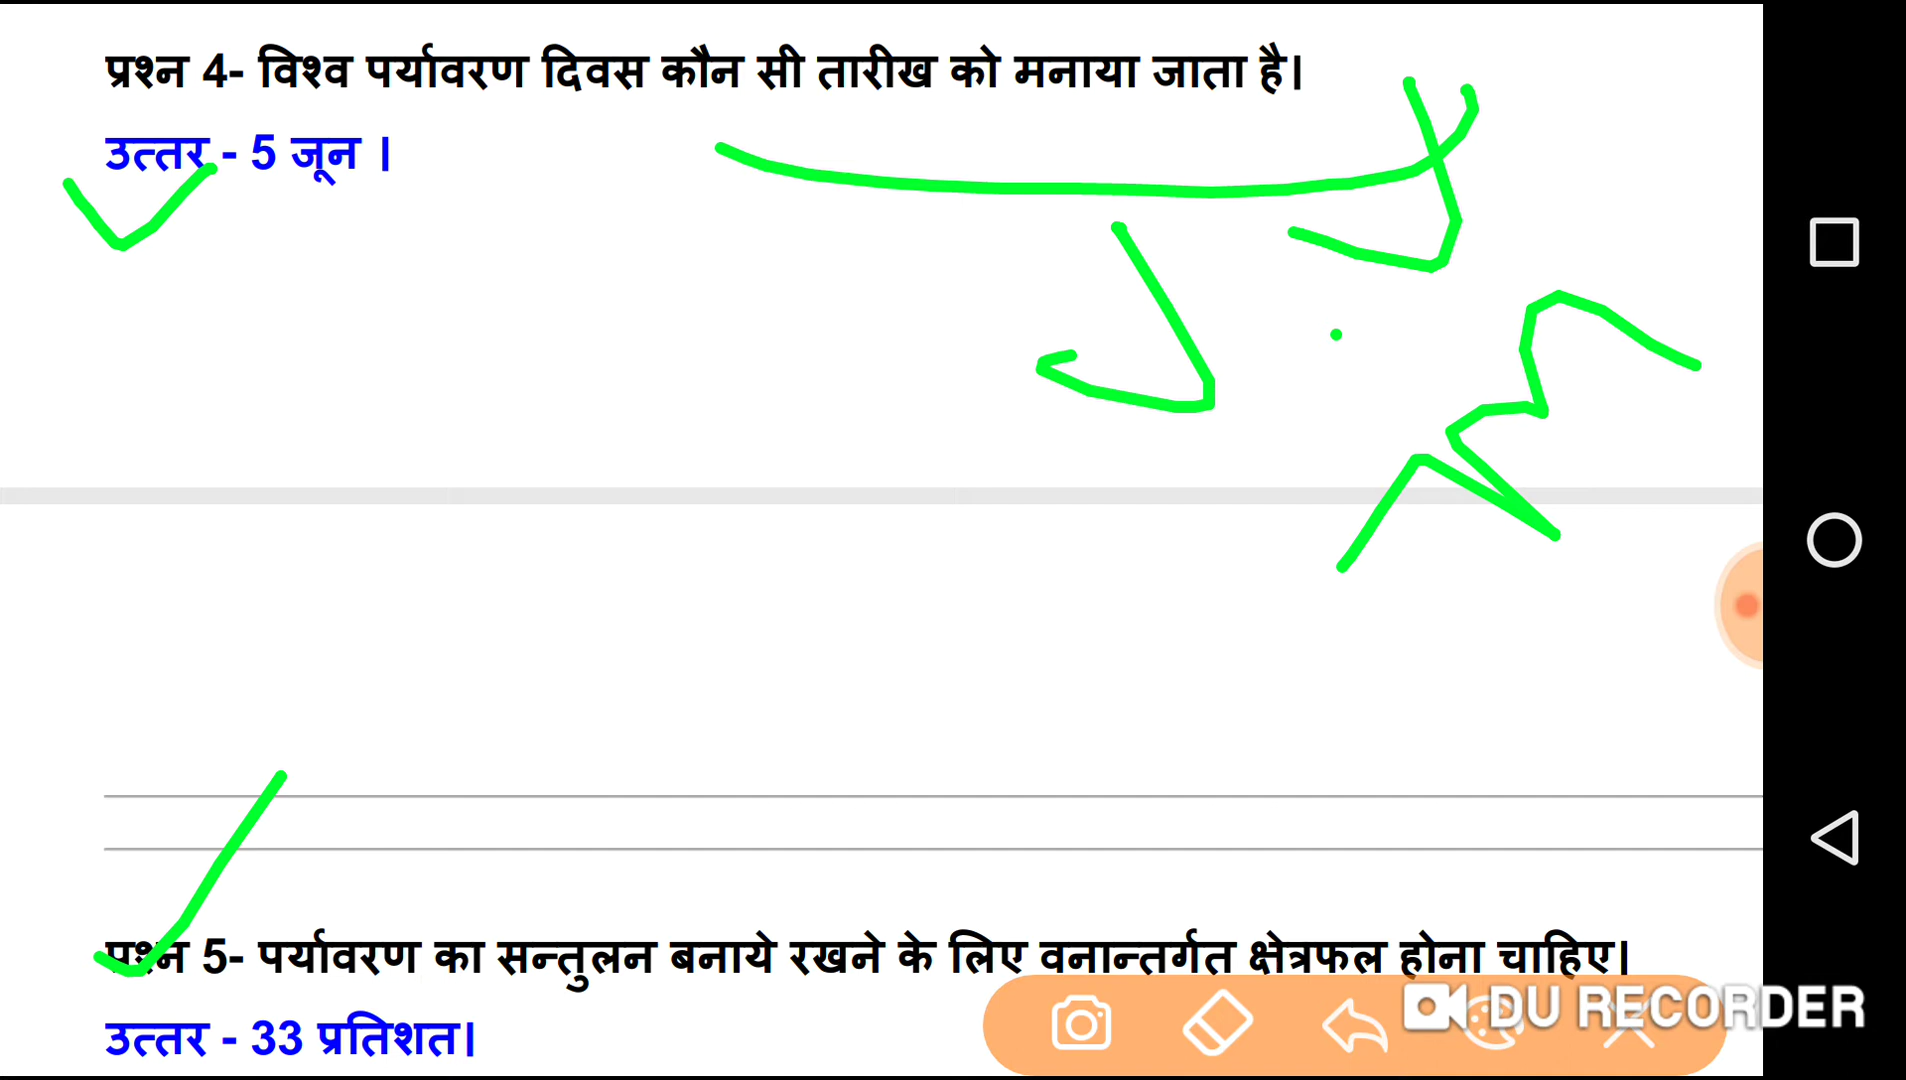 प्रश्न 4- विश्व पर्यावरण दिवस कौन सी तारीख को मनाया जाता है।
उत्तर - 5 जून ।
प्रश्न 5- पर्यावरण का सन्तुलन बनाये रखने के लिए वनान्तर्गत क्षेत्रफल होना चाहिए।
उत्तर - 33 प्रतिशत।
DU RECORDER